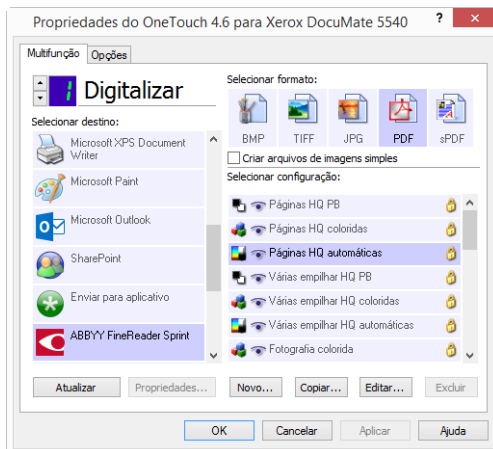 Propriedades do OneTouch 4.6 para Xerox DocuMate 5540
? ×
Multifunção
Opções
1 Digitalizar
Selecionar destino:
Microsoft XPS Document
Writer
Microsoft Paint
Microsoft Outlook
SharePoint
Enviar para aplicativo
ABBYY FineReader Sprint
Atualizar
Propriedades...
Selecionar formato:
BMP
TIFF
JPG
PDF
sPDF
Criar arquivos de imagens simples
Selecionar configuração:
Páginas HQ PB
Páginas HQ coloridas
Páginas HQ automáticas
Várias empilhar HQ PB
Várias empilhar HQ coloridas
Várias empilhar HQ automáticas
Fotografia colorida
Novo...
Copiar...
Editar...
Excluir
OK
Cancelar
Aplicar
Ajuda